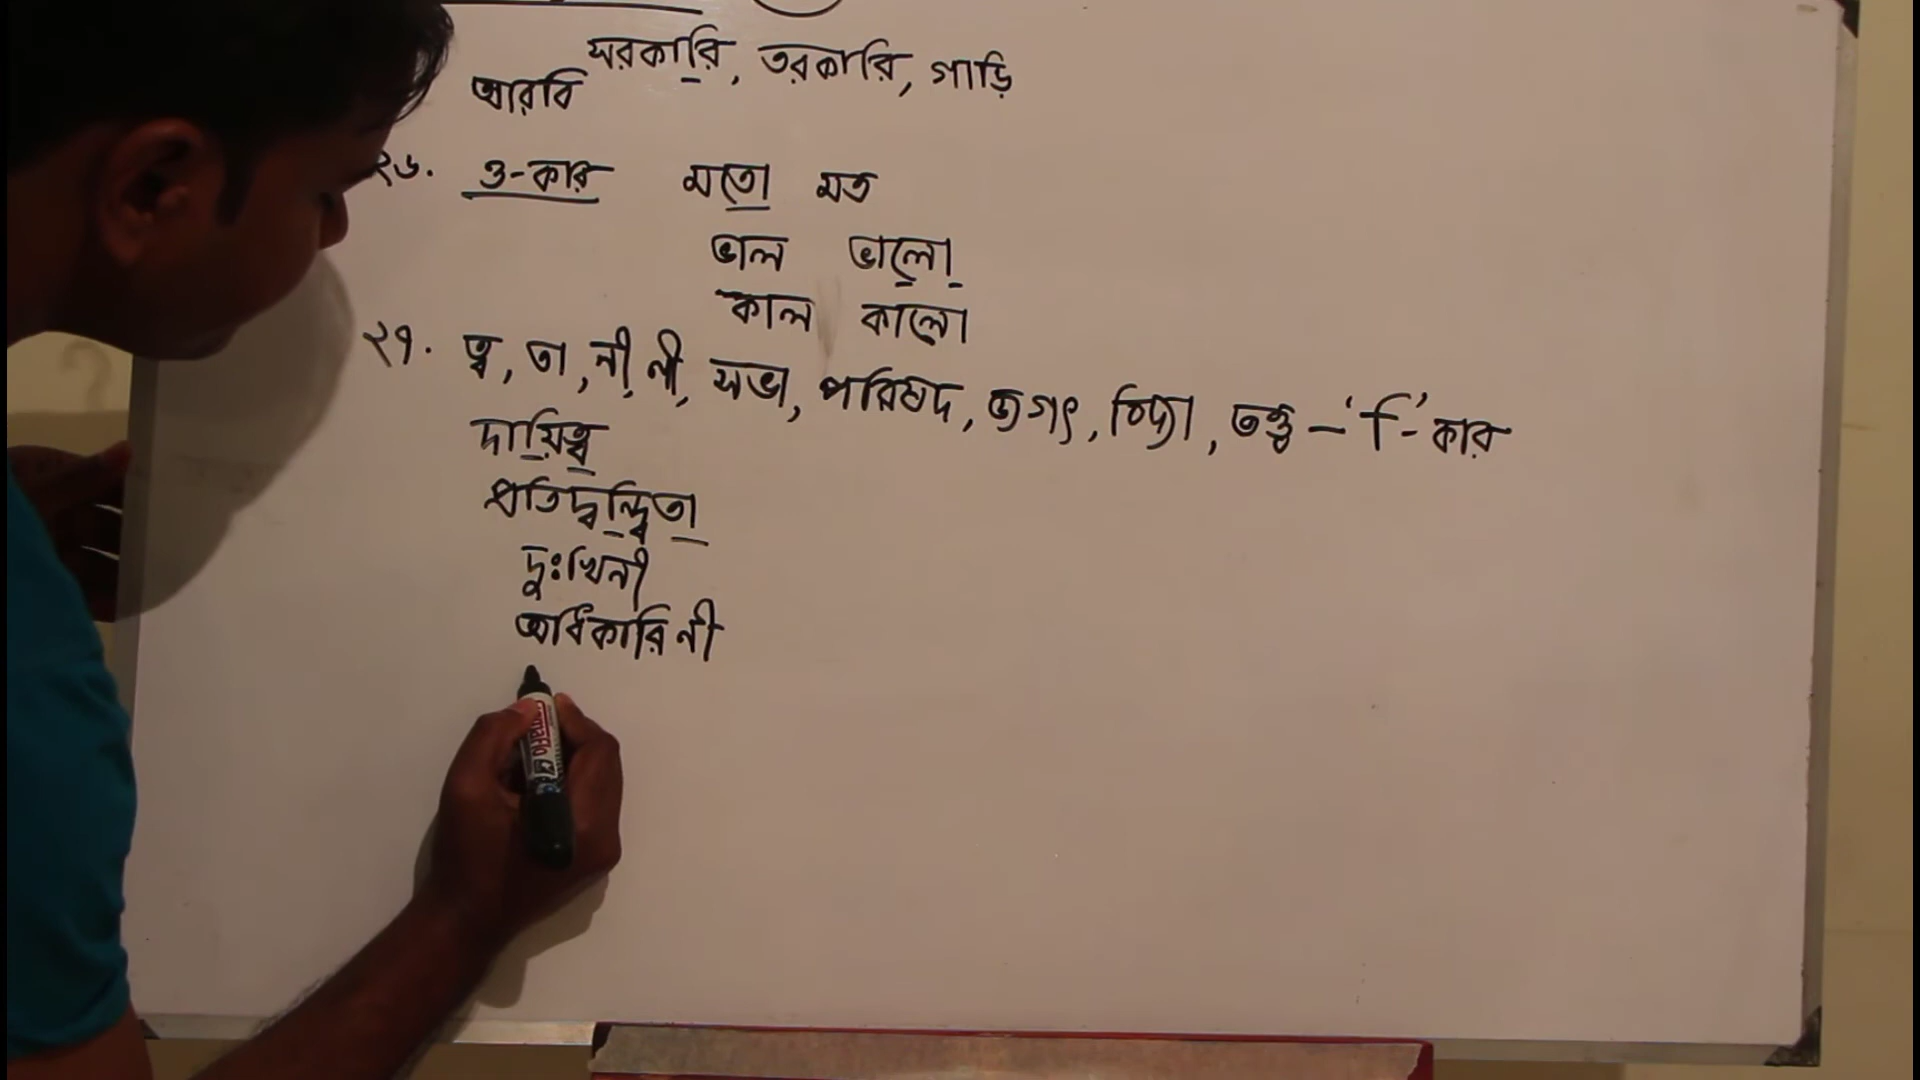 সরকারি, তরকারি, গাড়ি
আরবি
২৬. ও-কার মতো মত
ভাল ভালো
কাল কালো
২৭. ত্ব, তা, নী, ণী, সভা, পরিষদ, জগৎ, বিদ্যা, তত্ত্ব – 'ি'- কার
দায়িত্ব
প্রতিদ্বন্দ্বিতা
দুঃখিনী
অধিকারিনী